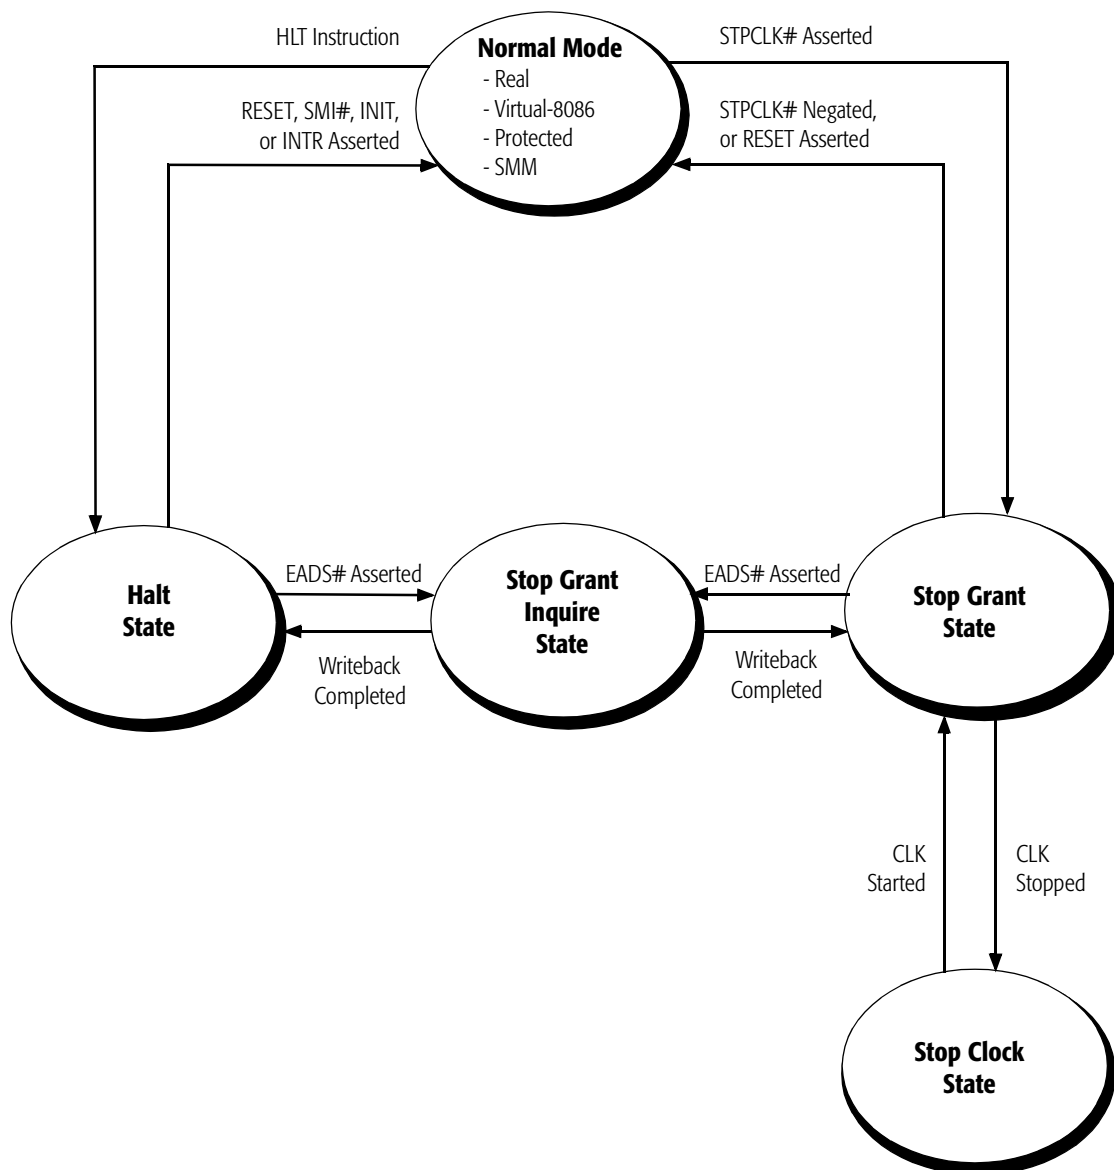 HLT Instruction
Normal Mode
- Real
- Virtual-8086
- Protected
- SMM
STPCLK# Asserted
RESET, SMI#, INIT,
or INTR Asserted
STPCLK# Negated,
or RESET Asserted
Halt
State
EADS# Asserted
Writeback
Completed
Stop Grant
Inquire
State
EADS# Asserted
Writeback
Completed
Stop Grant
State
CLK
Started
CLK
Stopped
Stop Clock
State